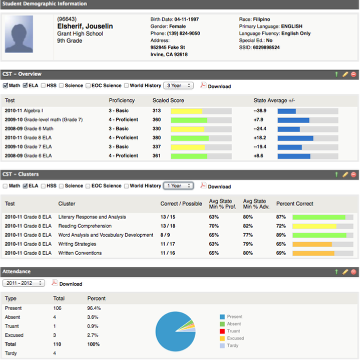 Student Demographic Information
(96643)
Elsherif, Jouselin
Grant High School
9th Grade
Birth Date: 04-11-1997
Gender: Female
Phone: (139) 824-9050
Address:
952945 Fake St
Irvine, CA 92618
Race: Filipino
Primary Language: ENGLISH
Language Fluency: English Only
Special Ed.: No
SSID: 6029898524
CST - Overview
Math ELA HSS Science EOC Science World History 3 Year Download
Test Proficiency Scaled Score State Average +/-
2010-11 Algebra I 3 - Basic 313 -36.9
2009-10 Grade-level math (Grade 7) 4 - Proficient 360 +7.9
2008-09 Grade 6 Math 3 - Basic 330 -24.4
2010-11 Grade 8 ELA 4 - Proficient 380 +18.2
2009-10 Grade 7 ELA 3 - Basic 337 -19.4
2008-09 Grade 6 ELA 4 - Proficient 361 +8.6
CST - Clusters
Math ELA HSS Science EOC Science World History 1 Year Download
Test Cluster Correct / Possible Avg State Min % Prof. Avg State Min % Adv. Percent Correct
2010-11 Grade 8 ELA Literary Response and Analysis 13 / 15 63% 80% 87%
2010-11 Grade 8 ELA Reading Comprehension 13 / 18 70% 82% 72%
2010-11 Grade 8 ELA Word Analysis and Vocabulary Development 8 / 9 65% 77% 89%
2010-11 Grade 8 ELA Writing Strategies 11 / 17 63% 79% 65%
2010-11 Grade 8 ELA Written Conventions 11 / 16 65% 80% 69%
Attendance
2011 - 2012 Download
Type Total Percent
Present 106 96.4%
Absent 4 3.6%
Truant 1 0.9%
Excused 3 2.7%
Total 110 100%
Tardy 4
Present
Absent
Truant
Excused
Tardy